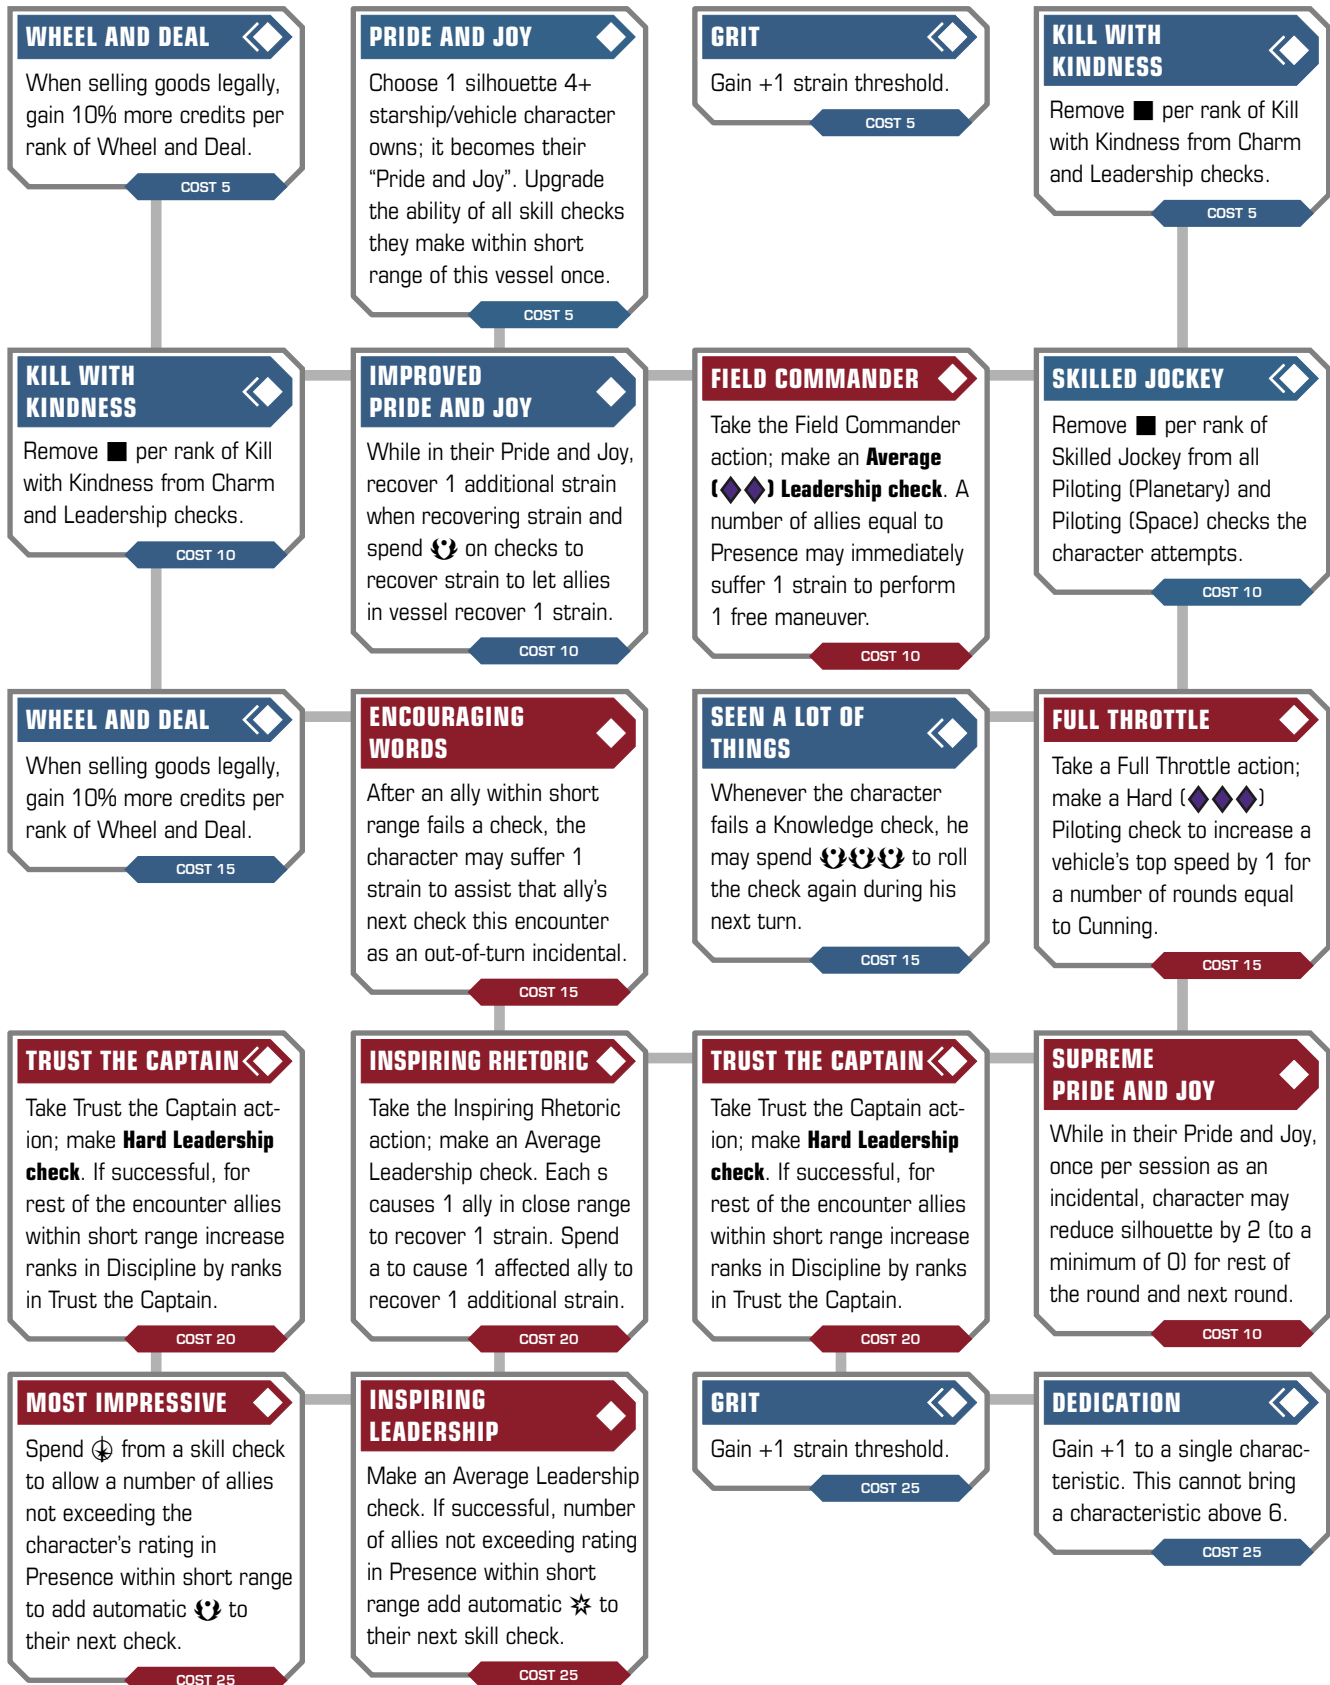 WHEEL AND DEAL
When selling goods legally,
gain 10% more credits per
rank of Wheel and Deal.
COST 5
PRIDE AND JOY
Choose 1 silhouette 4+
starship/vehicle character
owns; it becomes their
“Pride and Joy”. Upgrade
the ability of all skill checks
they make within short
range of this vessel once.
COST 5
GRIT
Gain +1 strain threshold.
COST 5
KILL WITH
KINDNESS
Remove ■ per rank of Kill
with Kindness from Charm
and Leadership checks.
COST 5
KILL WITH
KINDNESS
Remove ■ per rank of Kill
with Kindness from Charm
and Leadership checks.
COST 10
IMPROVED
PRIDE AND JOY
While in their Pride and Joy,
recover 1 additional strain
when recovering strain and
spend on checks to
recover strain to let allies
in vessel recover 1 strain.
COST 10
FIELD COMMANDER
Take the Field Commander
action; make an Average
(◆◆) Leadership check. A
number of allies equal to
Presence may immediately
suffer 1 strain to perform
1 free maneuver.
COST 10
SKILLED JOCKEY
Remove ■ per rank of
Skilled Jockey from all
Piloting (Planetary) and
Piloting (Space) checks the
character attempts.
COST 10
WHEEL AND DEAL
When selling goods legally,
gain 10% more credits per
rank of Wheel and Deal.
COST 15
ENCOURAGING
WORDS
After an ally within short
range fails a check, the
character may suffer 1
strain to assist that ally's
next check this encounter
as an out-of-turn incidental.
COST 15
SEEN A LOT OF
THINGS
Whenever the character
fails a Knowledge check, he
may spend to roll
the check again during his
next turn.
COST 15
FULL THROTTLE
Take a Full Throttle action;
make a Hard (◆◆◆)
Piloting check to increase a
vehicle's top speed by 1 for
a number of rounds equal
to Cunning.
COST 15
TRUST THE CAPTAIN
Take Trust the Captain act-
ion; make Hard Leadership
check. If successful, for
rest of the encounter allies
within short range increase
ranks in Discipline by ranks
in Trust the Captain.
COST 20
INSPIRING RHETORIC
Take the Inspiring Rhetoric
action; make an Average
Leadership check. Each s
causes 1 ally in close range
to recover 1 strain. Spend
a to cause 1 affected ally to
recover 1 additional strain.
COST 20
TRUST THE CAPTAIN
Take Trust the Captain act-
ion; make Hard Leadership
check. If successful, for
rest of the encounter allies
within short range increase
ranks in Discipline by ranks
in Trust the Captain.
COST 20
SUPREME
PRIDE AND JOY
While in their Pride and Joy,
once per session as an
incidental, character may
reduce silhouette by 2 (to a
minimum of 0) for rest of
the round and next round.
COST 10
MOST IMPRESSIVE
Spend from a skill check
to allow a number of allies
not exceeding the
character's rating in
Presence within short range
to add automatic to
their next check.
COST 25
INSPIRING
LEADERSHIP
Make an Average Leadership
check. If successful, number
of allies not exceeding rating
in Presence within short
range add automatic to
their next skill check.
COST 25
GRIT
Gain +1 strain threshold.
COST 25
DEDICATION
Gain +1 to a single charac-
teristic. This cannot bring
a characteristic above 6.
COST 25